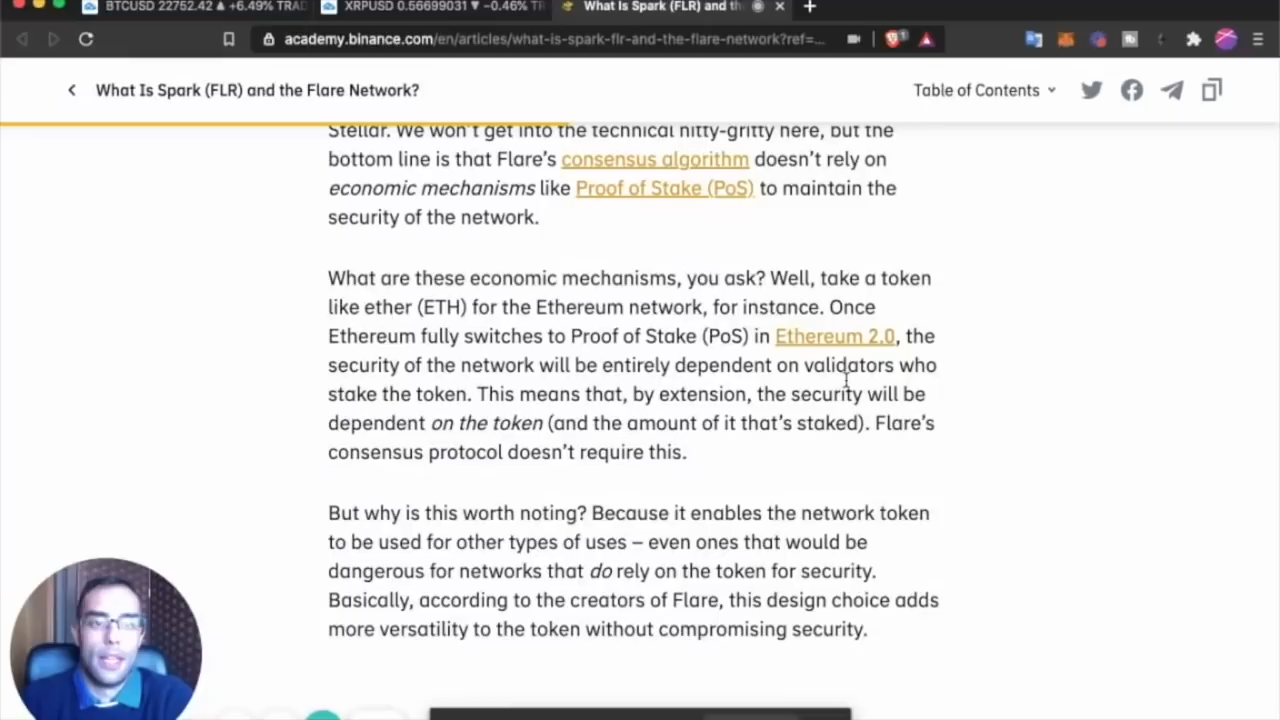 BTCUSD 22752.42 ▲ +6.49%
XRPUSD 0.56699031 ▼ −0.46%
What Is Spark (FLR) and
academy.binance.com/en/articles/what-is-spark-flr-and-the-flare-network?ref=...
What Is Spark (FLR) and the Flare Network?
Table of Contents
Stellar. We won't get into the technical nitty-gritty here, but the
bottom line is that Flare's consensus algorithm doesn't rely on
economic mechanisms like Proof of Stake (PoS) to maintain the
security of the network.
What are these economic mechanisms, you ask? Well, take a token
like ether (ETH) for the Ethereum network, for instance. Once
Ethereum fully switches to Proof of Stake (PoS) in Ethereum 2.0, the
security of the network will be entirely dependent on validators who
stake the token. This means that, by extension, the security will be
dependent on the token (and the amount of it that's staked). Flare's
consensus protocol doesn't require this.
But why is this worth noting? Because it enables the network token
to be used for other types of uses – even ones that would be
dangerous for networks that do rely on the token for security.
Basically, according to the creators of Flare, this design choice adds
more versatility to the token without compromising security.